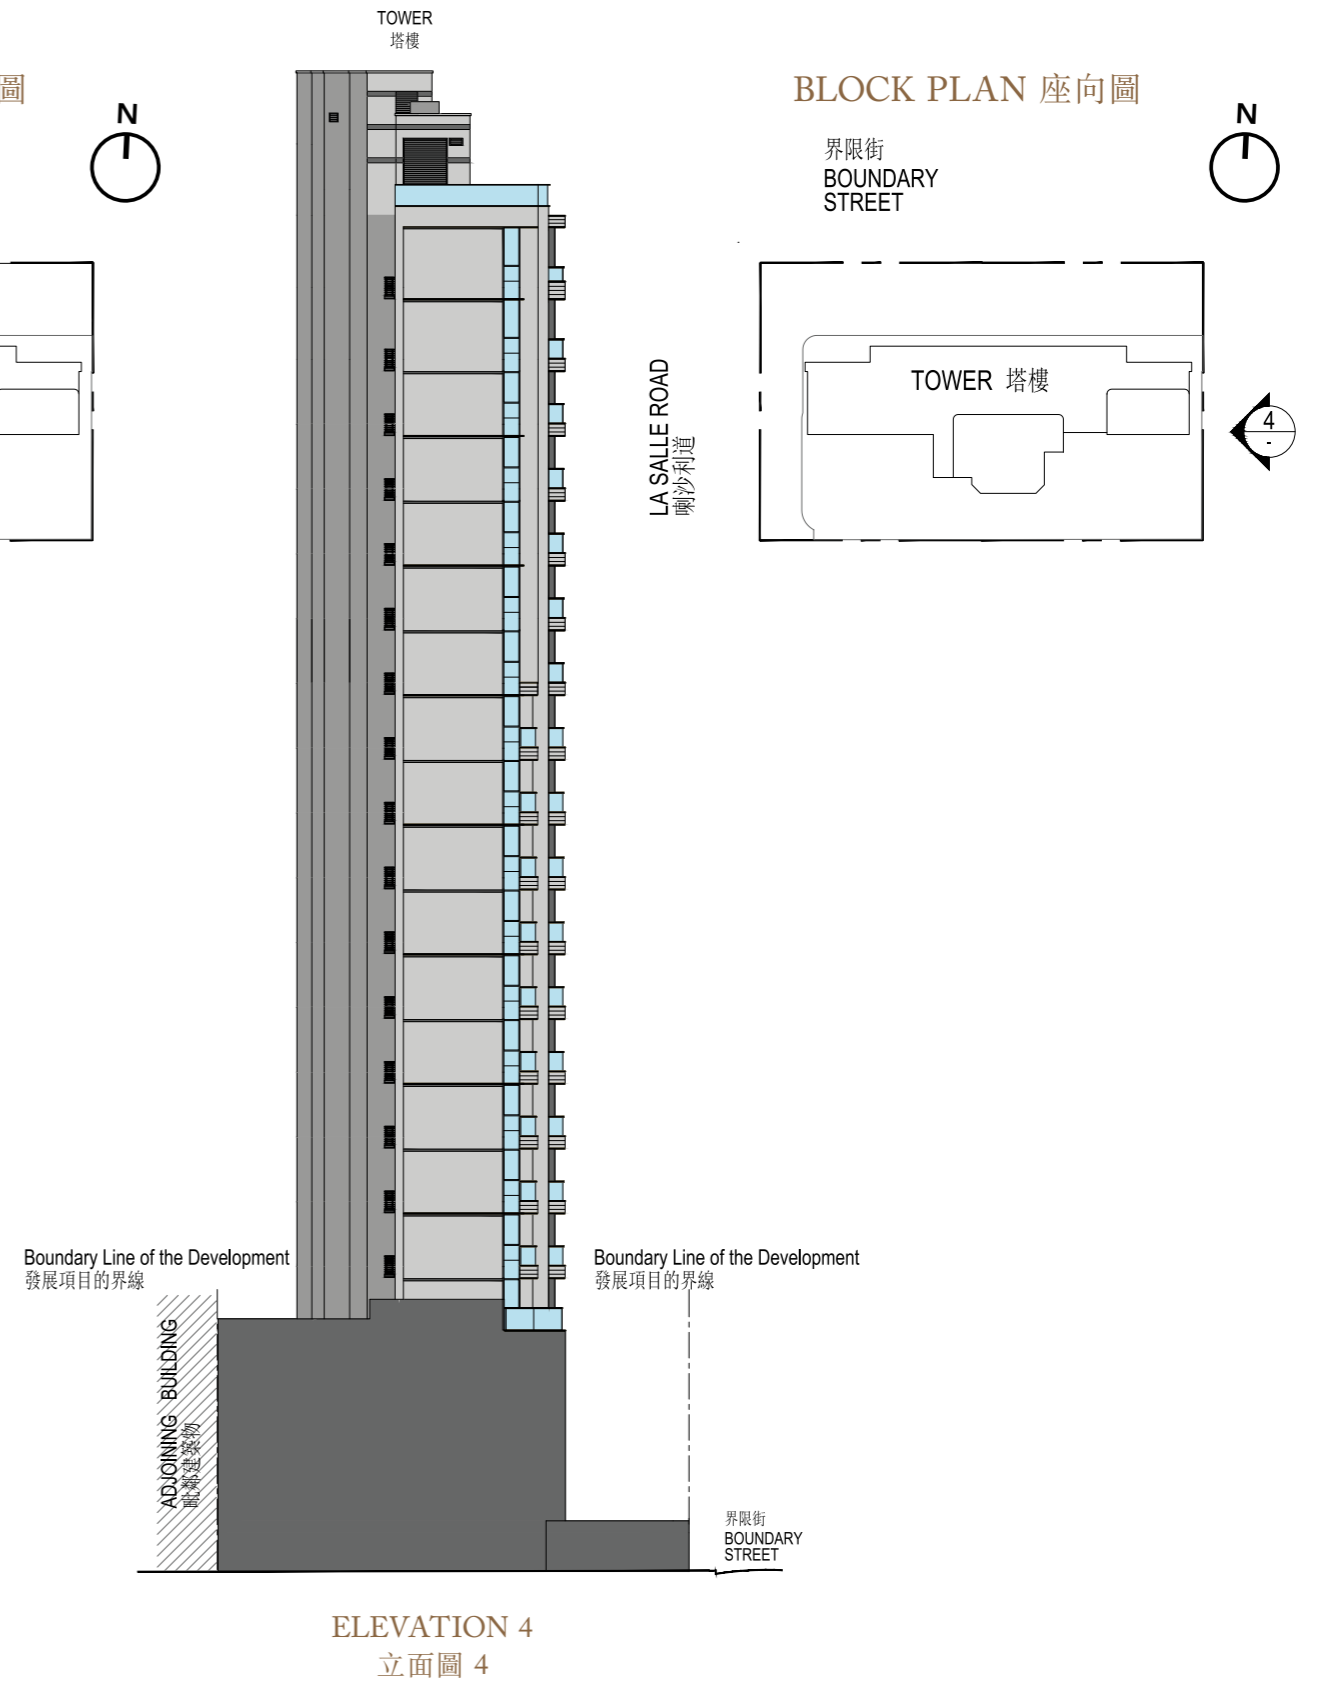 TOWER
塔樓
圖
N
BLOCK PLAN 座向圖
N
界限街
BOUNDARY
STREET
TOWER 塔樓
LA SALLE ROAD
喇沙利道
4
-
Boundary Line of the Development
發展項目的界線
Boundary Line of the Development
發展項目的界線
ADJOINING BUILDING
毗鄰建築物
界限街
BOUNDARY
STREET
ELEVATION 4
立面圖 4